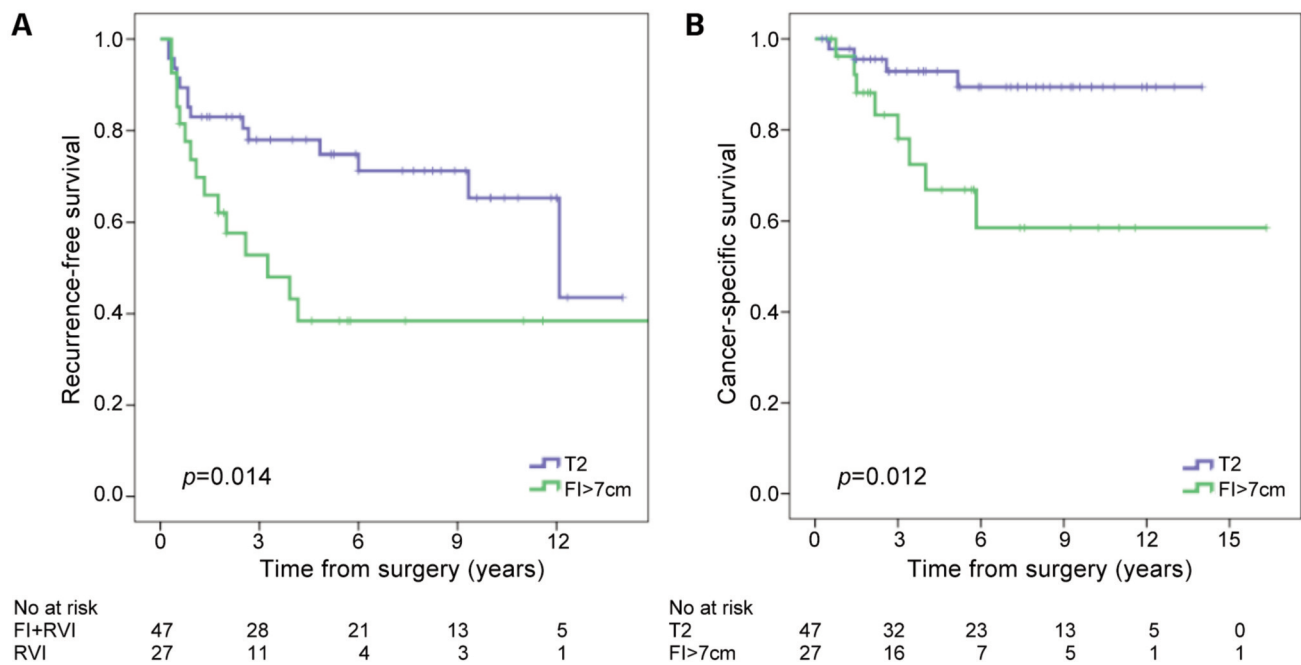 A
Recurrence-free survival
1.0
0.8
0.6
0.4
0.2
0.0
p=0.014
T2
FI>7cm
0 3 6 9 12
Time from surgery (years)
No at risk
FI+RVI 47 28 21 13 5
RVI 27 11 4 3 1
B
Cancer-specific survival
1.0
0.8
0.6
0.4
0.2
0.0
p=0.012
T2
FI>7cm
0 3 6 9 12 15
Time from surgery (years)
No at risk
T2 47 32 23 13 5 0
FI>7cm 27 16 7 5 1 1